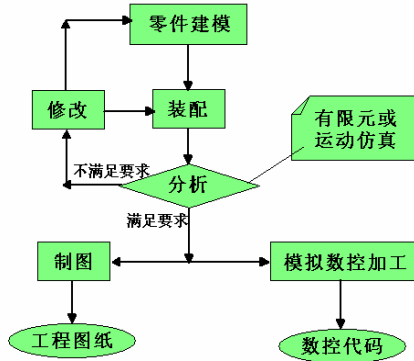 零件建模
修改
装配
有限元或
运动仿真
不满足要求
分析
满足要求
制图
模拟数控加工
工程图纸
数控代码